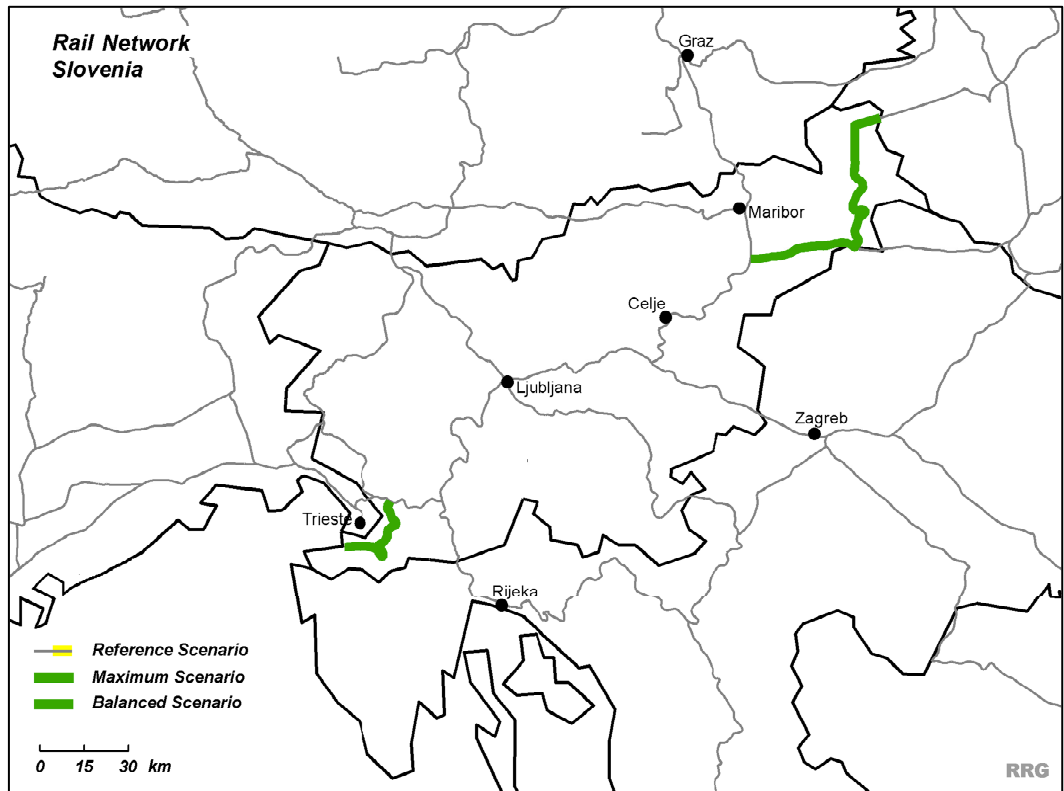 Rail Network
Slovenia
Graz
Maribor
Celje
Ljubljana
Zagreb
Trieste
Rijeka
Reference Scenario
Maximum Scenario
Balanced Scenario
0 15 30 km
RRG